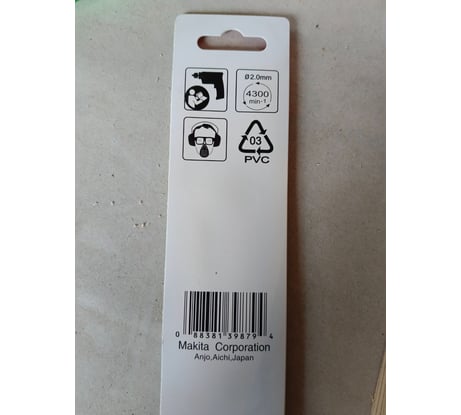 Ø2.0mm
4300
min-1
03
PVC
0 88381 39879 4
Makita Corporation
Anjo,Aichi,Japan